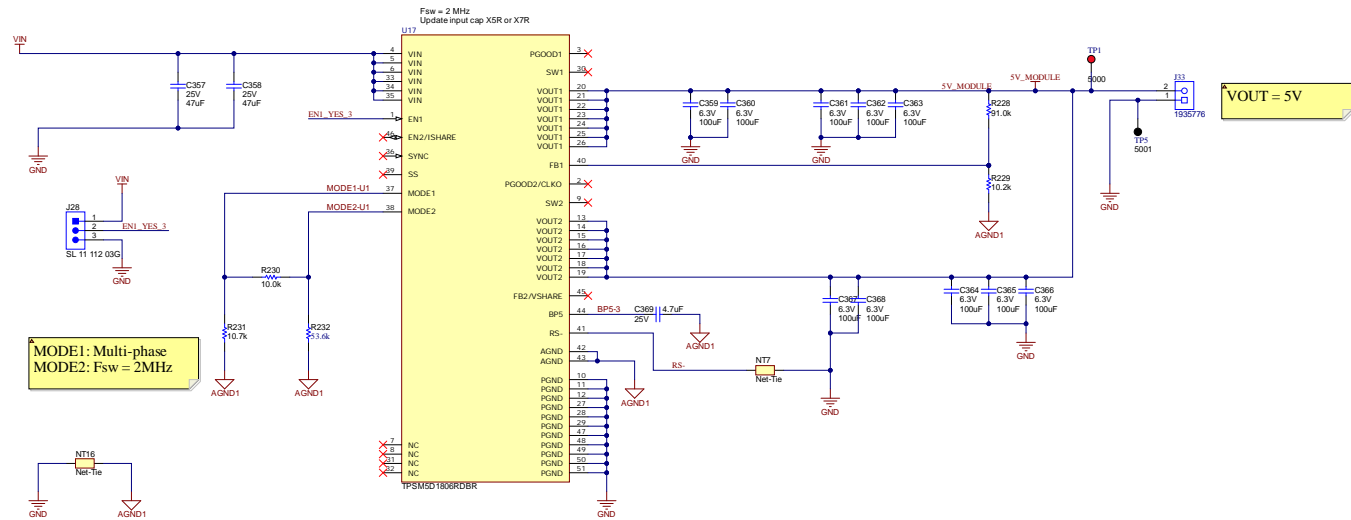 Fsw = 2 MHz
Update input cap X5R or X7R
U17
VIN
4 VIN
5 VIN
6 VIN
33 VIN
34 VIN
35 VIN
EN1_YES_3
1 EN1
46 EN2/ISHARE
36 SYNC
39 SS
MODE1-U1
37 MODE1
MODE2-U1
38 MODE2
7 NC
8 NC
31 NC
32 NC
TPSM5D1806RDBR
PGOOD1 3
SW1 30
VOUT1 20
VOUT1 21
VOUT1 22
VOUT1 23
VOUT1 24
VOUT1 25
VOUT1 26
FB1 40
PGOOD2/CLKO 2
SW2 9
VOUT2 13
VOUT2 14
VOUT2 15
VOUT2 16
VOUT2 17
VOUT2 18
VOUT2 19
FB2/VSHARE 45
BP5 44
BP5-3
RS- 41
RS-
AGND 42
AGND 43
PGND 10
PGND 11
PGND 12
PGND 27
PGND 28
PGND 29
PGND 47
PGND 48
PGND 49
PGND 50
PGND 51
GND
C357
25V
47uF
C358
25V
47uF
GND
VIN
J28
1
2
3
EN1_YES_3
SL 11 112 03G
GND
R230
10.0k
R231
10.7k
R232
53.6k
AGND1
AGND1
MODE1: Multi-phase
MODE2: Fsw = 2MHz
NT16
Net-Tie
GND
AGND1
C359
6.3V
100uF
C360
6.3V
100uF
GND
C361
6.3V
100uF
C362
6.3V
100uF
C363
6.3V
100uF
GND
5V_MODULE
5V_MODULE
R228
91.0k
R229
10.2k
AGND1
TP1
5000
J33
2
1
1935776
TP5
5001
GND
VOUT = 5V
C367
6.3V
100uF
C368
6.3V
100uF
C364
6.3V
100uF
C365
6.3V
100uF
C366
6.3V
100uF
GND
C369
25V
4.7uF
AGND1
NT7
Net-Tie
GND
AGND1